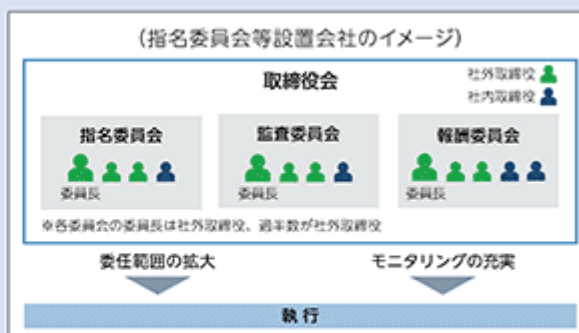 (指名委員会等設置会社のイメージ)
取締役会
社外取締役
社内取締役
指名委員会
委員長
監査委員会
委員長
報酬委員会
委員長
※各委員会の委員長は社外取締役、過半数が社外取締役
委任範囲の拡大
モニタリングの充実
執行